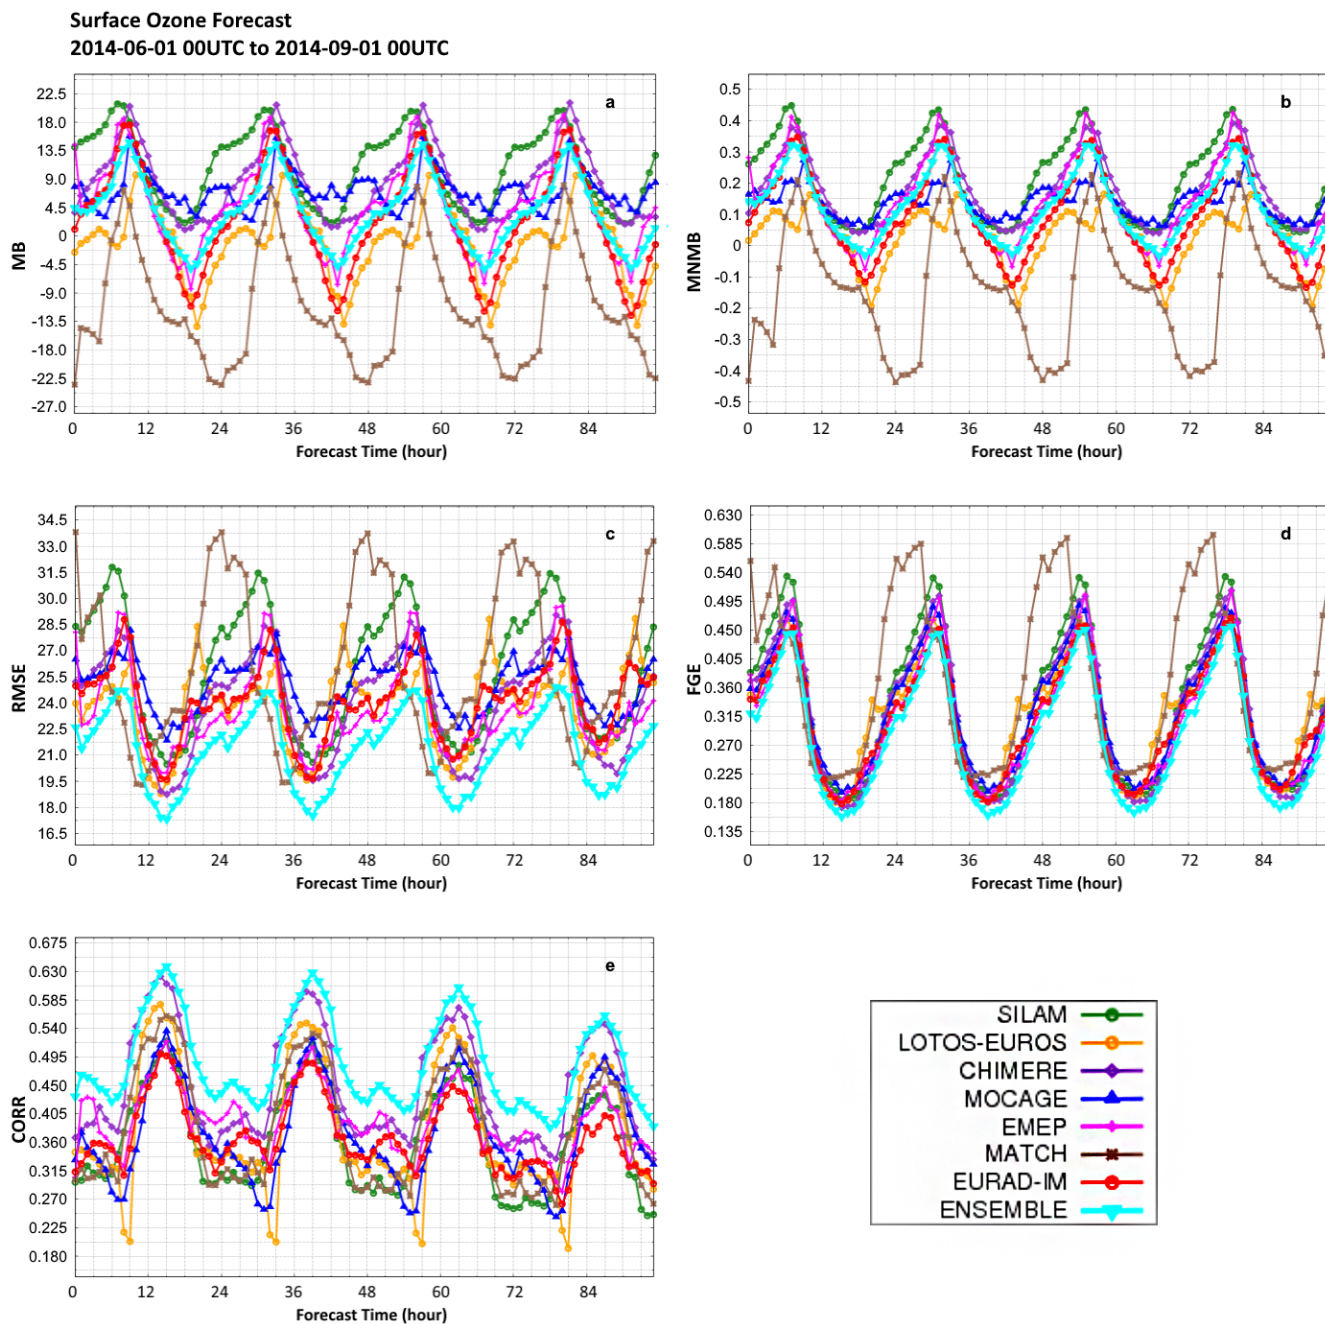 Surface Ozone Forecast
2014-06-01 00UTC to 2014-09-01 00UTC
a
MB
22.5
18.0
13.5
9.0
4.5
0
-4.5
-9.0
-13.5
-18.0
-22.5
-27.0
0 12 24 36 48 60 72 84
Forecast Time (hour)
b
MNMB
0.5
0.4
0.3
0.2
0.1
0
-0.1
-0.2
-0.3
-0.4
-0.5
0 12 24 36 48 60 72 84
Forecast Time (hour)
c
RMSE
34.5
33.0
31.5
30.0
28.5
27.0
25.5
24.0
22.5
21.0
19.5
18.0
16.5
0 12 24 36 48 60 72 84
Forecast Time (hour)
d
FGE
0.630
0.585
0.540
0.495
0.450
0.405
0.360
0.315
0.270
0.225
0.180
0.135
0 12 24 36 48 60 72 84
Forecast Time (hour)
e
CORR
0.675
0.630
0.585
0.540
0.495
0.450
0.405
0.360
0.315
0.270
0.225
0.180
0 12 24 36 48 60 72 84
Forecast Time (hour)
SILAM
LOTOS-EUROS
CHIMERE
MOCAGE
EMEP
MATCH
EURAD-IM
ENSEMBLE